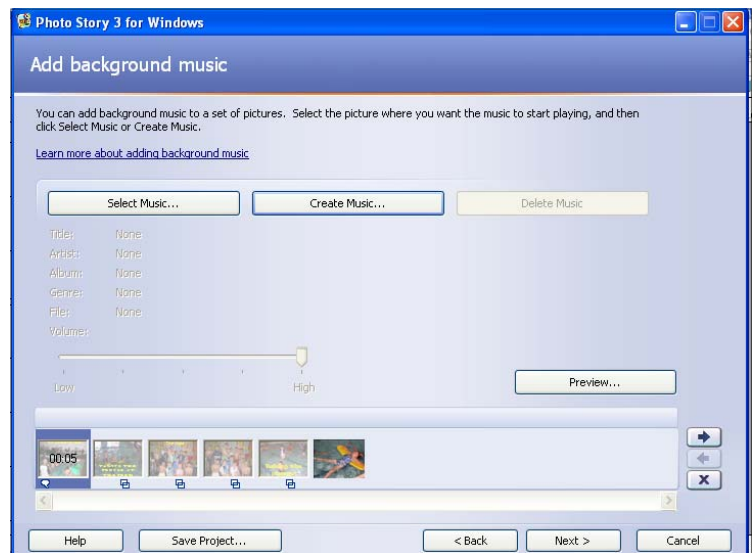 Photo Story 3 for Windows
Add background music
You can add background music to a set of pictures. Select the picture where you want the music to start playing, and then
click Select Music or Create Music.
Learn more about adding background music
Select Music...
Create Music...
Delete Music
Title: None
Artist: None
Album: None
Genre: None
File: None
Volume:
Low
High
Preview...
00:05
Help
Save Project...
< Back
Next >
Cancel